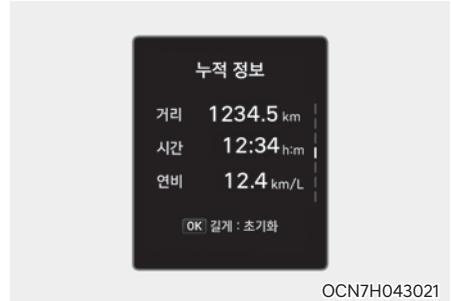 누적 정보
거리 1234.5 km
시간 12:34 h:m
연비 12.4 km/L
OK 길게 : 초기화
OCN7H043021